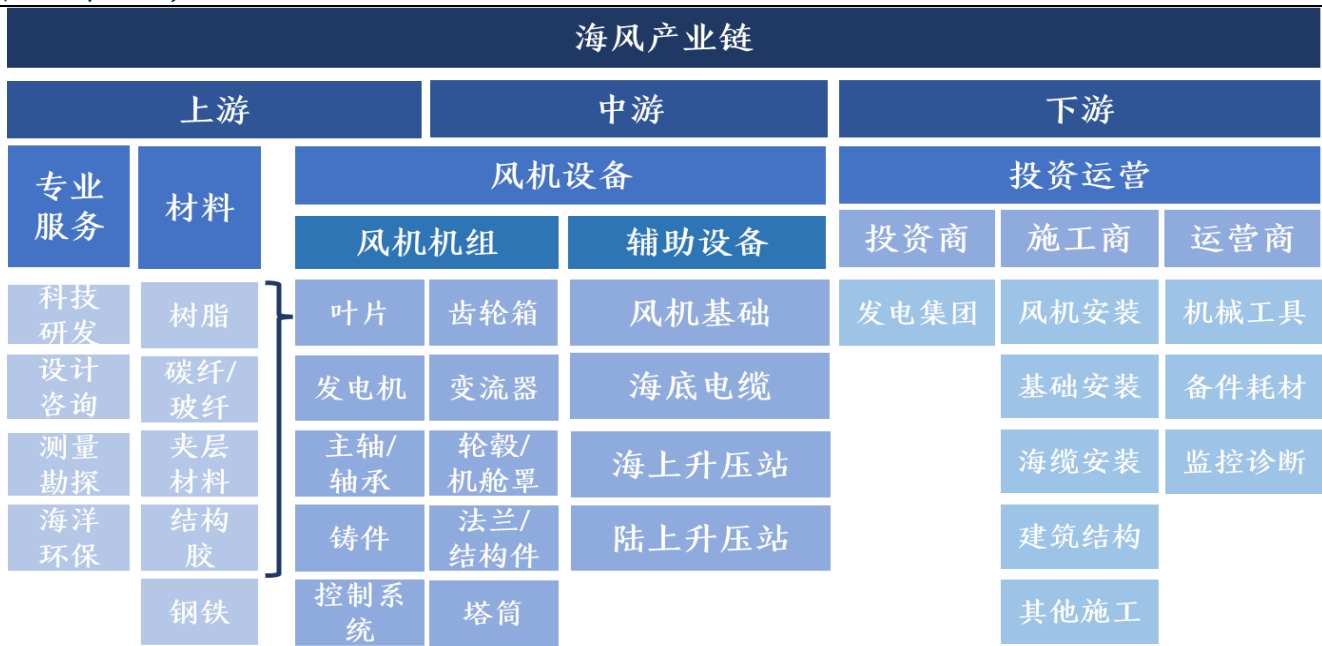 海风产业链
上游
中游
下游
专业
服务
材料
风机设备
投资运营
风机机组
辅助设备
投资商
施工商
运营商
科技
研发
树脂
叶片
齿轮箱
风机基础
发电集团
风机安装
机械工具
设计
咨询
碳纤/
玻纤
发电机
变流器
海底电缆
基础安装
备件耗材
测量
勘探
夹层
材料
主轴/
轴承
轮毂/
机舱罩
海上升压站
海缆安装
监控诊断
海洋
环保
结构
胶
铸件
法兰/
结构件
陆上升压站
建筑结构
钢铁
控制系
统
塔筒
其他施工